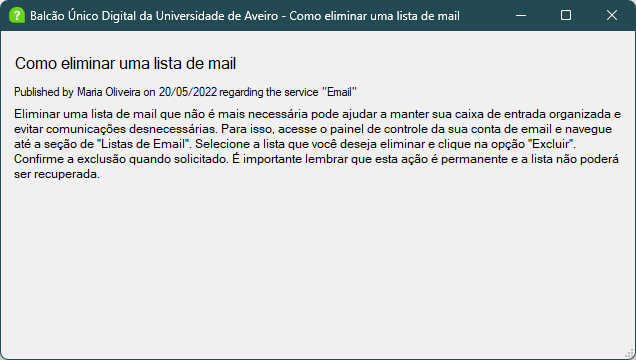 Balcão Único Digital da Universidade de Aveiro - Como eliminar uma lista de mail
Como eliminar uma lista de mail
Published by Maria Oliveira on 20/05/2022 regarding the service "Email"
Eliminar uma lista de mail que não é mais necessária pode ajudar a manter sua caixa de entrada organizada e
evitar comunicações desnecessárias. Para isso, acesse o painel de controle da sua conta de email e navegue
até a seção de "Listas de Email". Selecione a lista que você deseja eliminar e clique na opção "Excluir".
Confirme a exclusão quando solicitado. É importante lembrar que esta ação é permanente e a lista não poderá
ser recuperada.